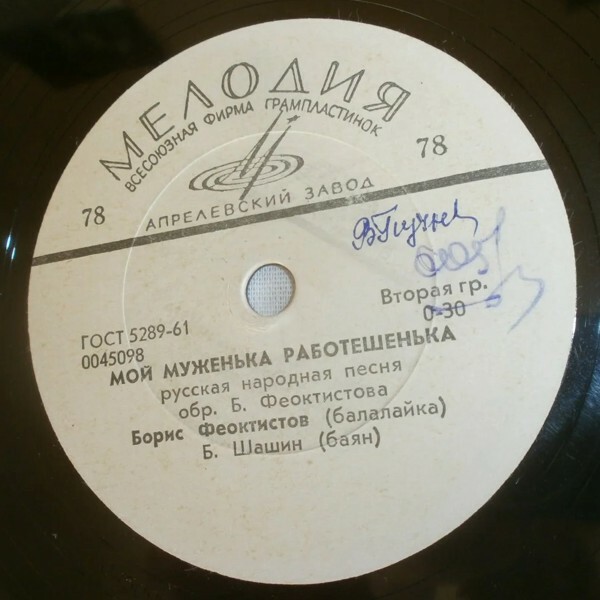 МЕЛОДИЯ
ВСЕСОЮЗНАЯ ФИРМА ГРАМПЛАСТИНОК
78
78
АПРЕЛЕВСКИЙ ЗАВОД
Вторая гр.
0-30
ГОСТ 5289-61
0045098
МОЙ МУЖЕНЬКА РАБОТЕШЕНЬКА
русская народная песня
обр. Б. Феоктистова
Борис Феоктистов (балалайка)
Б. Шашин (баян)